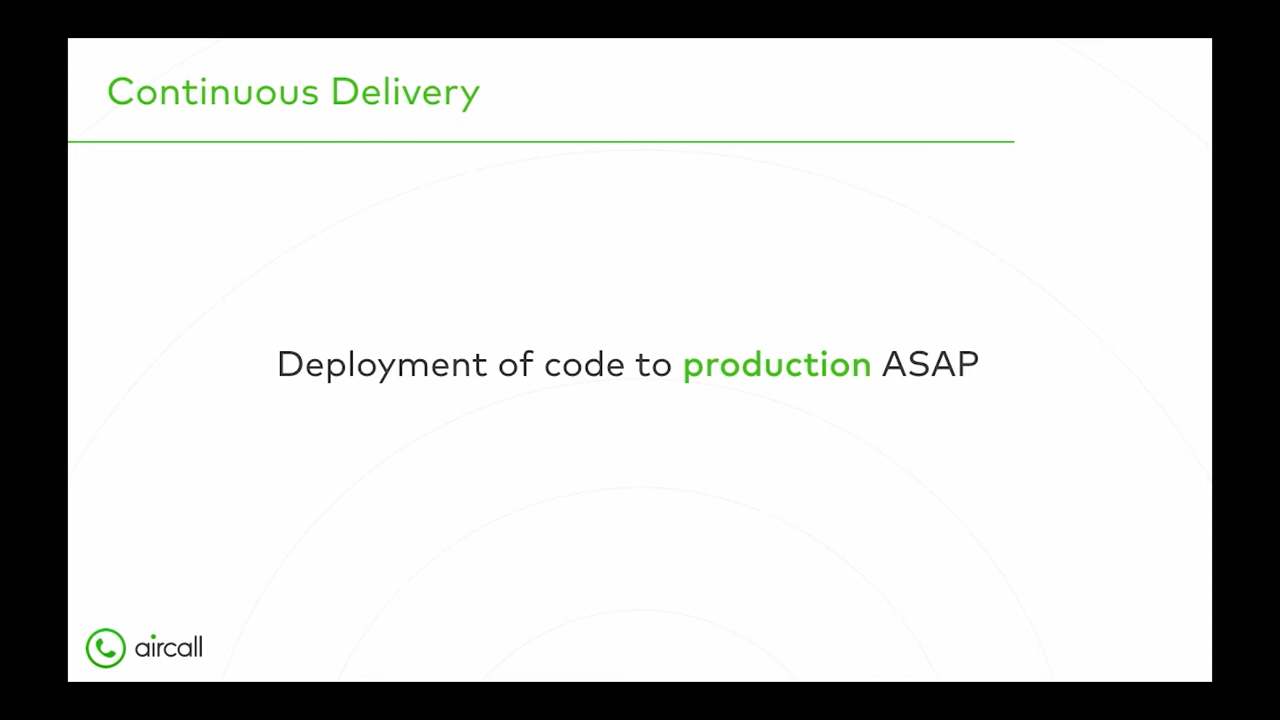 Continuous Delivery
Deployment of code to production ASAP
aircall